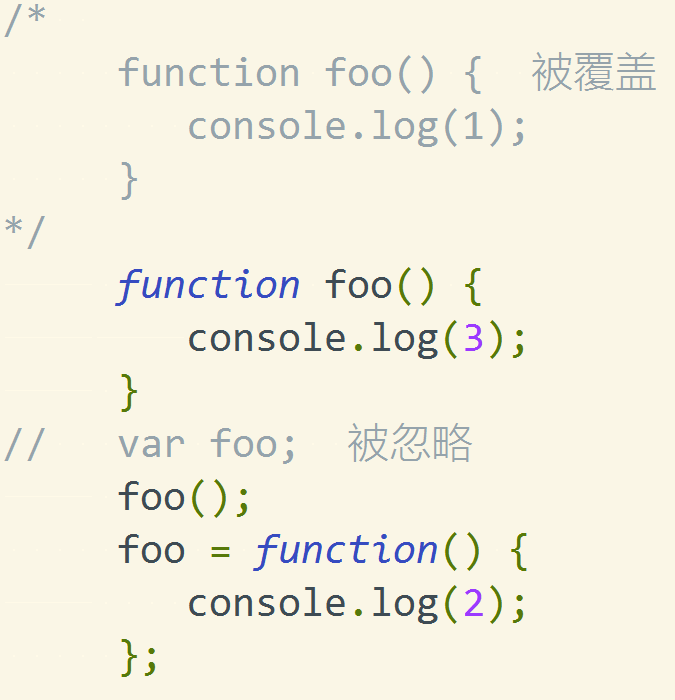 /*
function foo() {  被覆盖
console.log(1);
}
*/
function foo() {
console.log(3);
}
//   var foo;  被忽略
foo();
foo = function() {
console.log(2);
};